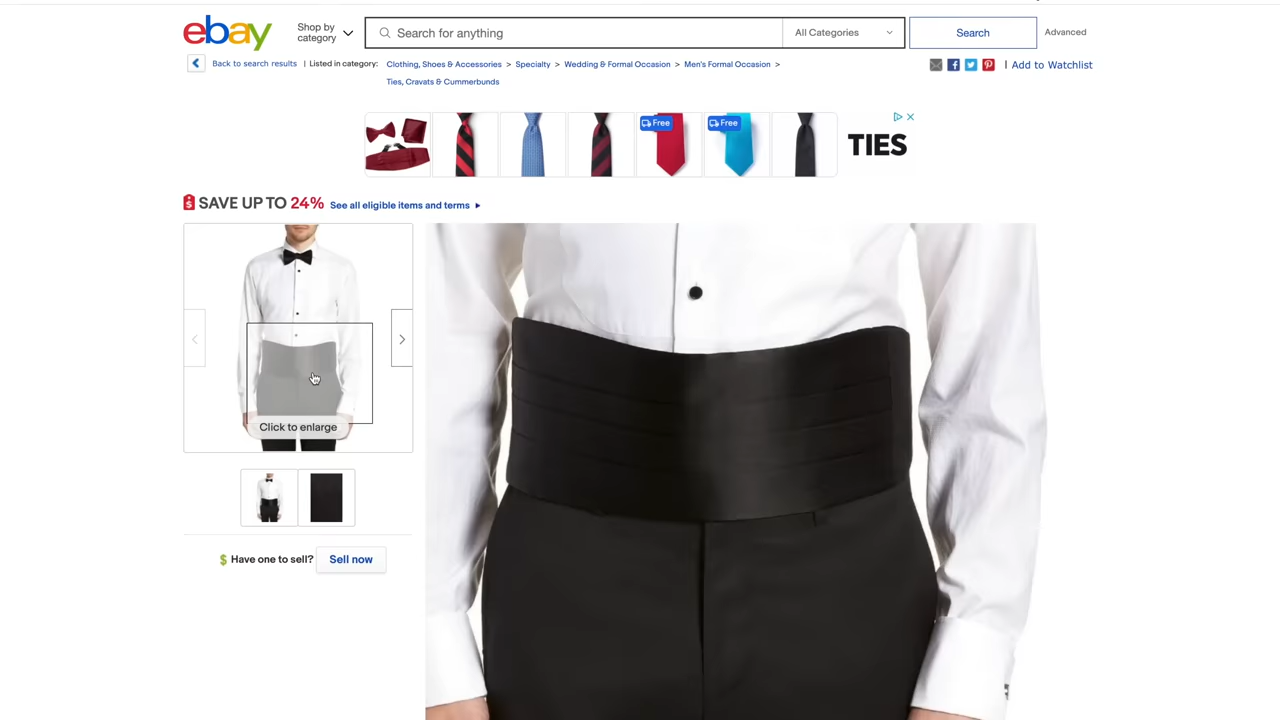 ebay
Shop by
category
Search for anything
All Categories
Search
Advanced
Back to search results | Listed in category: Clothing, Shoes & Accessories > Specialty > Wedding & Formal Occasion > Men's Formal Occasion >
Ties, Cravats & Cummerbunds
| Add to Watchlist
Free
Free
TIES
SAVE UP TO 24% See all eligible items and terms
Click to enlarge
$ Have one to sell? Sell now